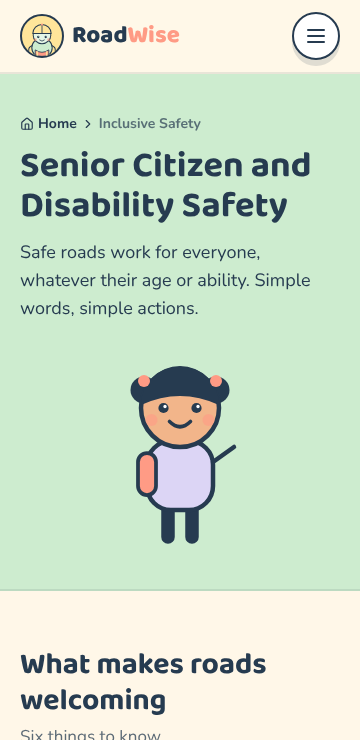 RoadWise
Home > Inclusive Safety
Senior Citizen and
Disability Safety
Safe roads work for everyone,
whatever their age or ability. Simple
words, simple actions.
What makes roads
welcoming
Six things to know